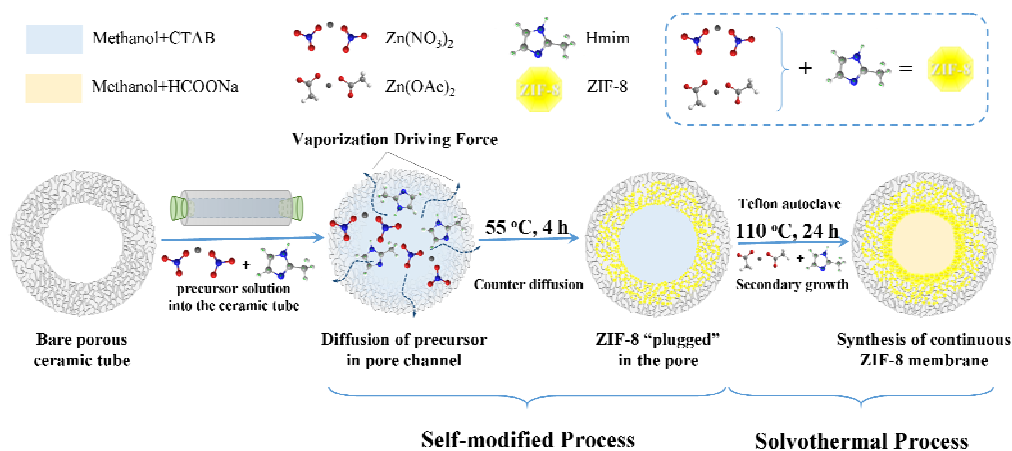 Methanol+CTAB
Zn(NO3)2
Hmim
Methanol+HCOONa
Zn(OAc)2
ZIF-8
ZIF-8
+
=
ZIF-8
Vaporization Driving Force
Teflon autoclave
55 °C, 4 h
110 °C, 24 h
+
+
precursor solution
into the ceramic tube
Counter diffusion
Secondary growth
Bare porous
ceramic tube
Diffusion of precursor
in pore channel
ZIF-8 “plugged”
in the pore
Synthesis of continuous
ZIF-8 membrane
Self-modified Process
Solvothermal Process